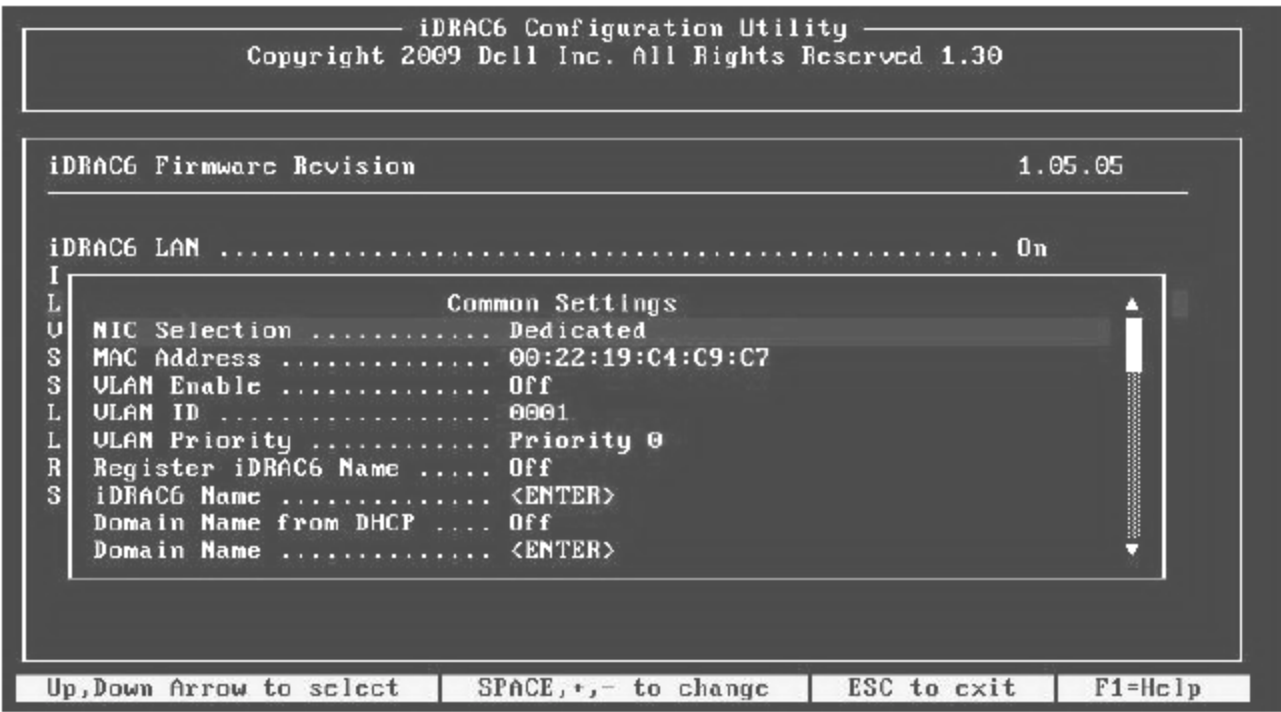 iDRAC6 Configuration Utility
Copyright 2009 Dell Inc. All Rights Reserved 1.30
iDRAC6 Firmware Revision 1.05.05
iDRAC6 LAN .................................................. On
I
L
V
S
S
L
L
R
S
Common Settings
NIC Selection ............ Dedicated
MAC Address .............. 00:22:19:C4:C9:C7
VLAN Enable .............. Off
VLAN ID .................. 0001
VLAN Priority ............ Priority 0
Register iDRAC6 Name ..... Off
iDRAC6 Name .............. <ENTER>
Domain Name from DHCP .... Off
Domain Name .............. <ENTER>
Up,Down Arrow to select SPACE,+,- to change ESC to exit F1=Help